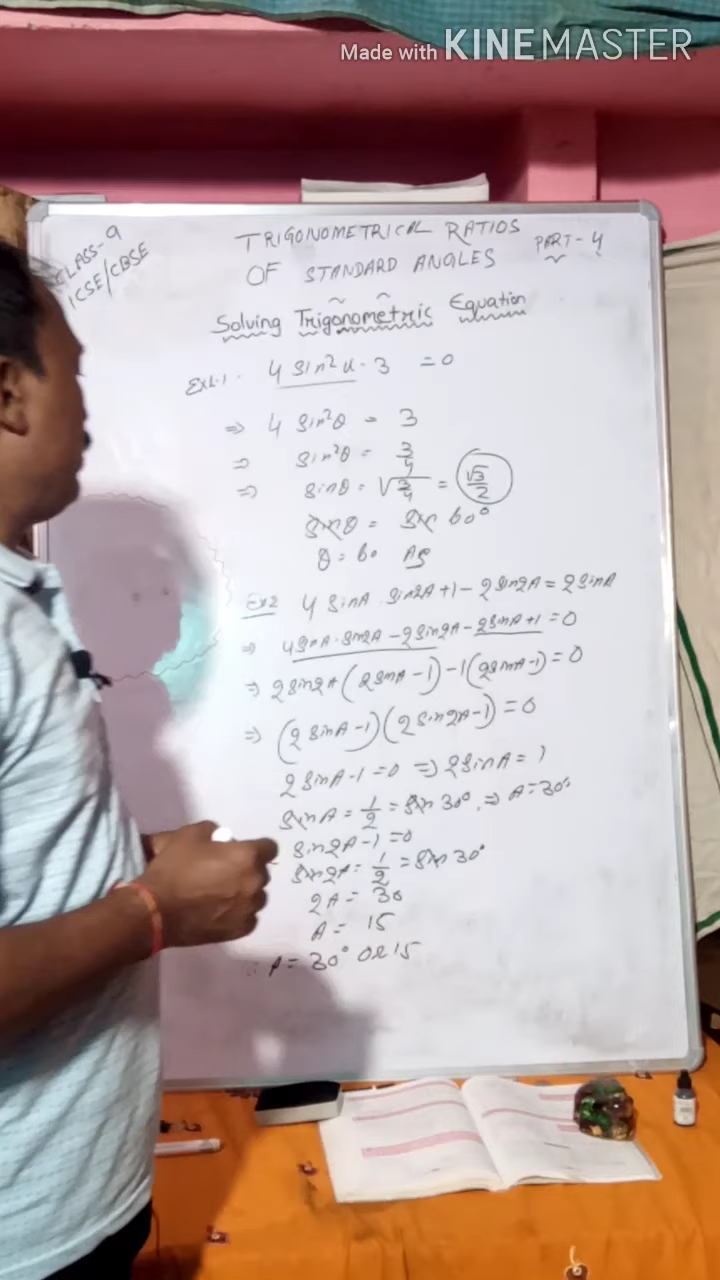 Made with KINEMASTER
CLASS-9
ICSE/CBSE
TRIGONOMETRICAL RATIOS
OF STANDARD ANGLES PART-4
Solving Trigonometric Equation
Ex1.1. 4 sin²θ - 3 = 0
⇒ 4 sin²θ = 3
⇒ sin²θ = 3/4
⇒ sinθ = √3/4 = √3/2
sinθ = sin 60°
θ = 60 As
Ex2 4 sinA . sin2A + 1 - 2 sin2A = 2 sinA
⇒ 4 sinA . sin2A - 2 sin2A - 2 sinA + 1 = 0
⇒ 2 sin2A (2 sinA - 1) - 1 (2 sinA - 1) = 0
⇒ (2 sinA - 1)(2 sin2A - 1) = 0
2 sinA - 1 = 0 ⇒ 2 sinA = 1
sinA = 1/2 = sin 30°, ⇒ A = 30°
sin2A - 1 = 0
sin2A = 1/2 = sin 30°
2A = 30
A = 15
∴ A = 30° OR 15